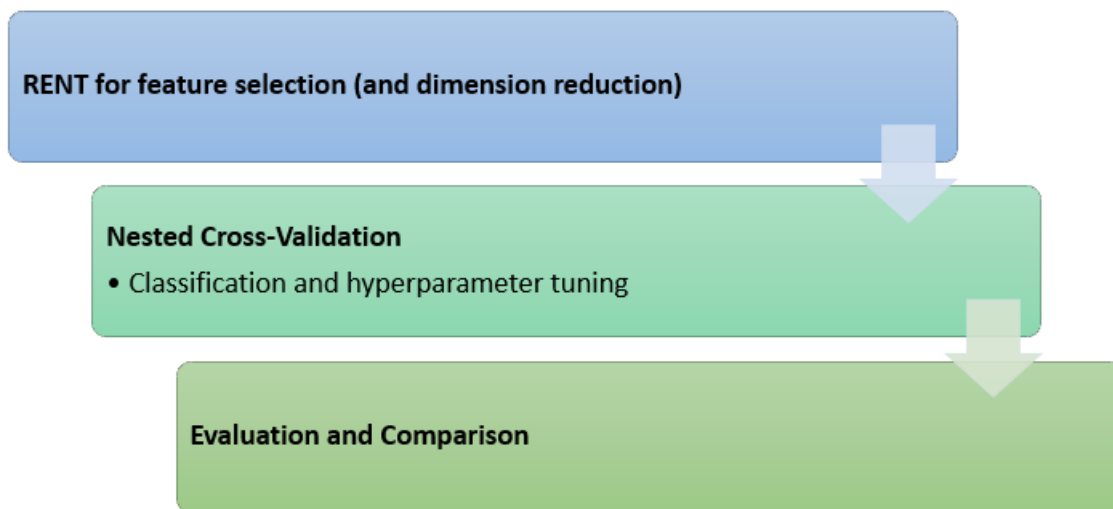 RENT for feature selection (and dimension reduction)
Nested Cross-Validation
• Classification and hyperparameter tuning
Evaluation and Comparison